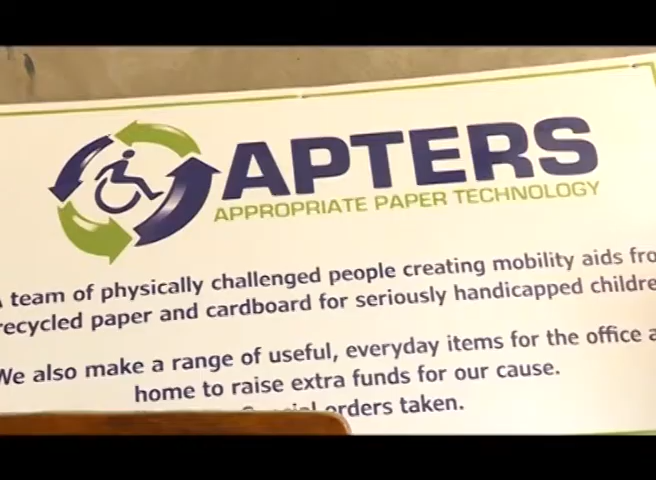 APTERS
APPROPRIATE PAPER TECHNOLOGY
team of physically challenged people creating mobility aids
recycled paper and cardboard for seriously handicapped
We also make a range of useful, everyday items for the office
home to raise extra funds for our cause.
orders taken.